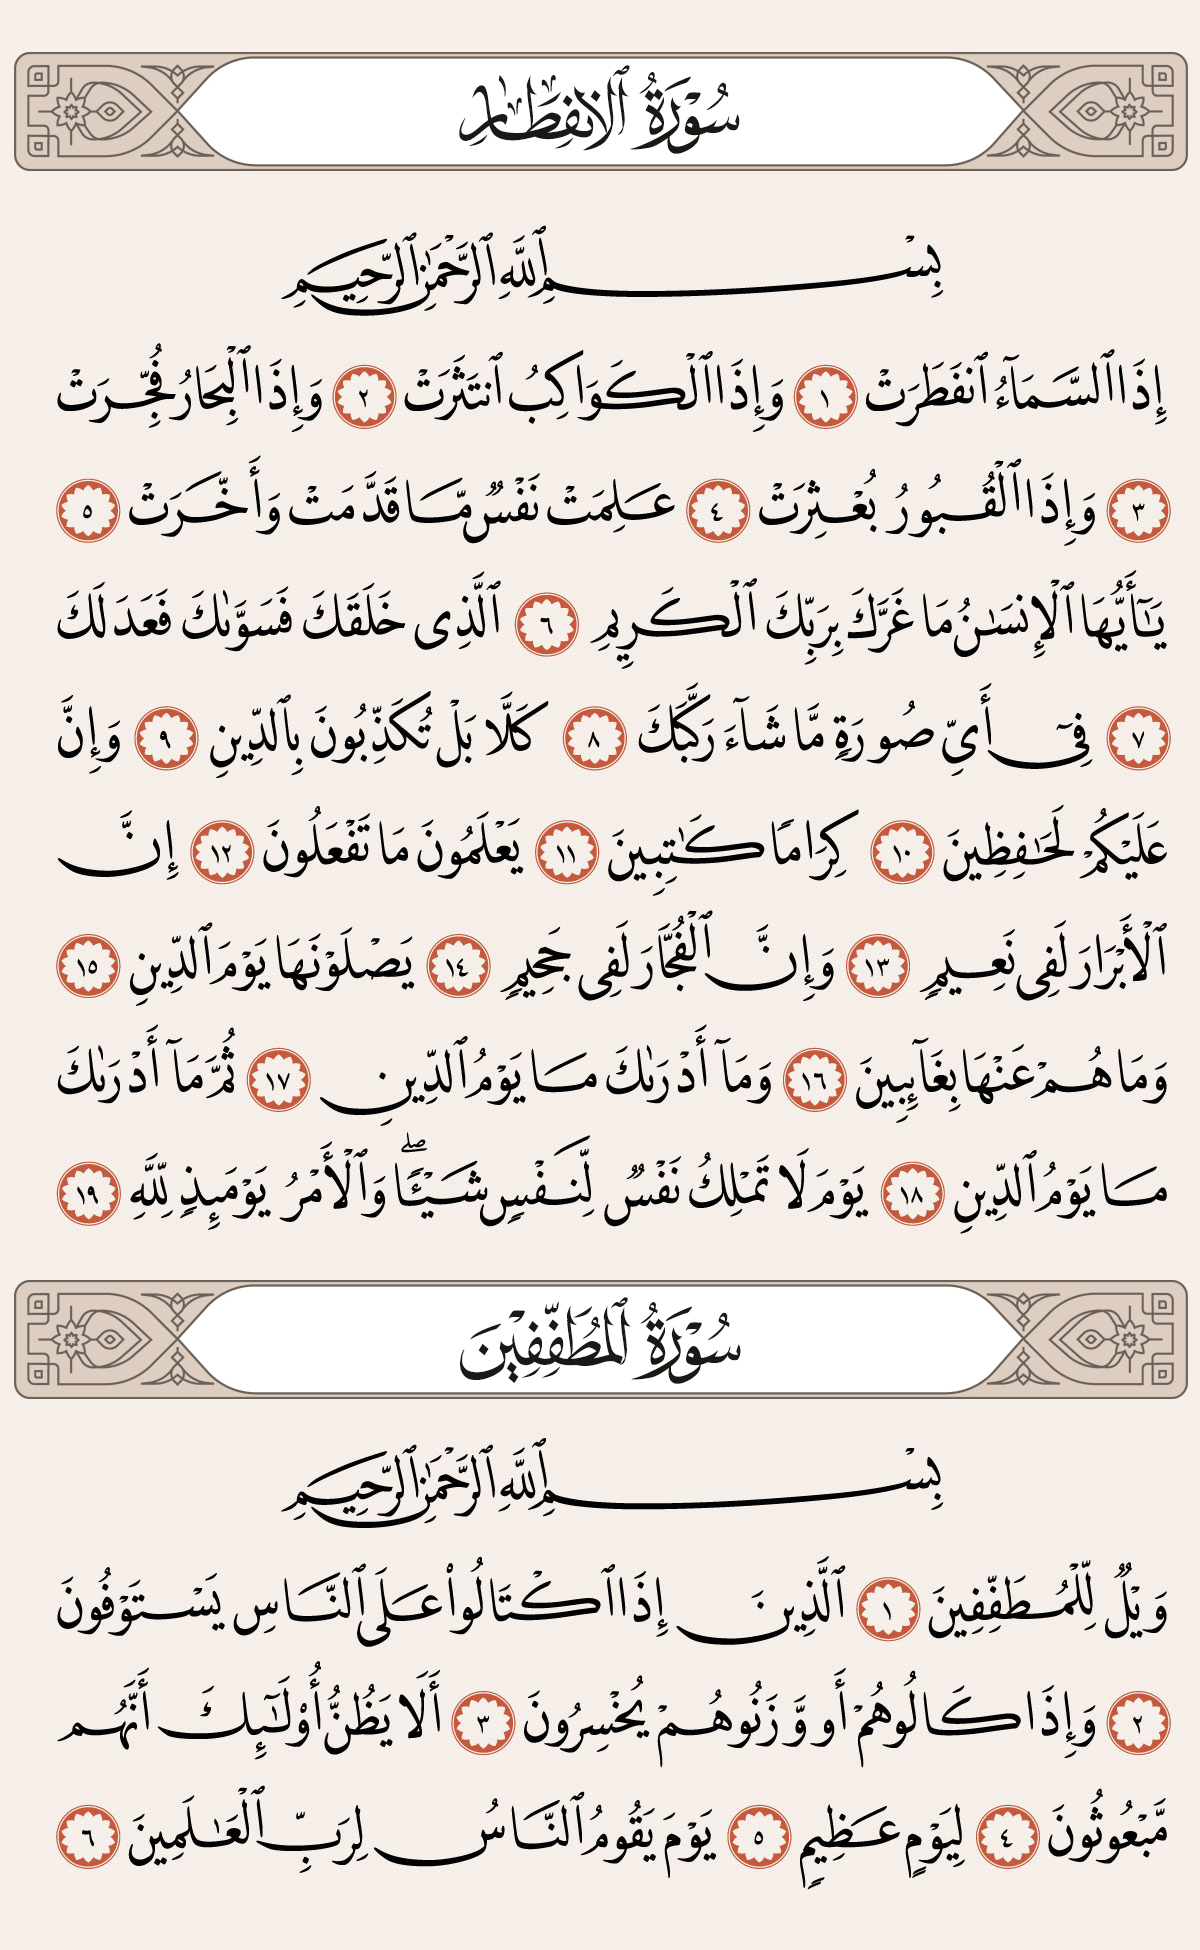 سُوْرَةُ ٱلِانفِطَار
بِسْمِ ٱللَّهِ ٱلرَّحْمَٰنِ ٱلرَّحِيمِ
إِذَا ٱلسَّمَآءُ ٱنفَطَرَتْ ١ وَإِذَا ٱلْكَوَاكِبُ ٱنتَثَرَتْ ٢ وَإِذَا ٱلْبِحَارُ فُجِّرَتْ
٣ وَإِذَا ٱلْقُبُورُ بُعْثِرَتْ ٤ عَلِمَتْ نَفْسٌ مَّا قَدَّمَتْ وَأَخَّرَتْ ٥
يَٰٓأَيُّهَا ٱلْإِنسَٰنُ مَا غَرَّكَ بِرَبِّكَ ٱلْكَرِيمِ ٦ ٱلَّذِى خَلَقَكَ فَسَوَّىٰكَ فَعَدَلَكَ
٧ فِىٓ أَىِّ صُورَةٍ مَّا شَآءَ رَكَّبَكَ ٨ كَلَّا بَلْ تُكَذِّبُونَ بِٱلدِّينِ ٩ وَإِنَّ
عَلَيْكُمْ لَحَٰفِظِينَ ١٠ كِرَامًا كَٰتِبِينَ ١١ يَعْلَمُونَ مَا تَفْعَلُونَ ١٢ إِنَّ
ٱلْأَبْرَارَ لَفِى نَعِيمٍ ١٣ وَإِنَّ ٱلْفُجَّارَ لَفِى جَحِيمٍ ١٤ يَصْلَوْنَهَا يَوْمَ ٱلدِّينِ ١٥
وَمَا هُمْ عَنْهَا بِغَآئِبِينَ ١٦ وَمَآ أَدْرَىٰكَ مَا يَوْمُ ٱلدِّينِ ١٧ ثُمَّ مَآ أَدْرَىٰكَ
مَا يَوْمُ ٱلدِّينِ ١٨ يَوْمَ لَا تَمْلِكُ نَفْسٌ لِّنَفْسٍ شَيْـًٔا ۖ وَٱلْأَمْرُ يَوْمَئِذٍ لِّلَّهِ ١٩
سُوْرَةُ ٱلْمُطَفِّفِيْنَ
بِسْمِ ٱللَّهِ ٱلرَّحْمَٰنِ ٱلرَّحِيمِ
وَيْلٌ لِّلْمُطَفِّفِينَ ١ ٱلَّذِينَ إِذَا ٱكْتَالُوا۟ عَلَى ٱلنَّاسِ يَسْتَوْفُونَ
٢ وَإِذَا كَالُوهُمْ أَو وَّزَنُوهُمْ يُخْسِرُونَ ٣ أَلَا يَظُنُّ أُو۟لَٰٓئِكَ أَنَّهُم
مَّبْعُوثُونَ ٤ لِيَوْمٍ عَظِيمٍ ٥ يَوْمَ يَقُومُ ٱلنَّاسُ لِرَبِّ ٱلْعَٰلَمِينَ ٦